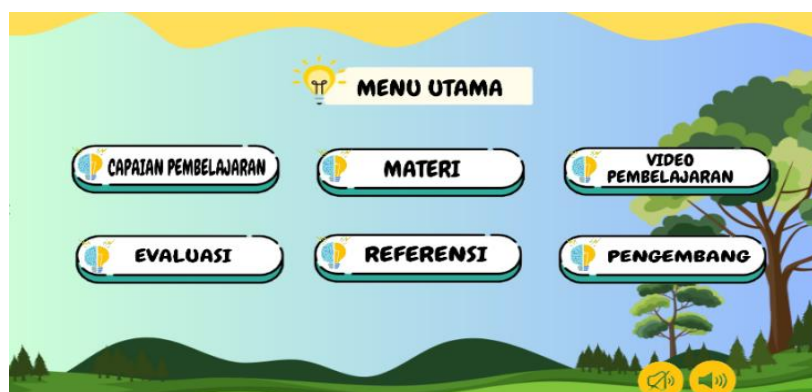 MENU UTAMA
CAPAIAN PEMBELAJARAN
MATERI
VIDEO
PEMBELAJARAN
EVALUASI
REFERENSI
PENGEMBANG